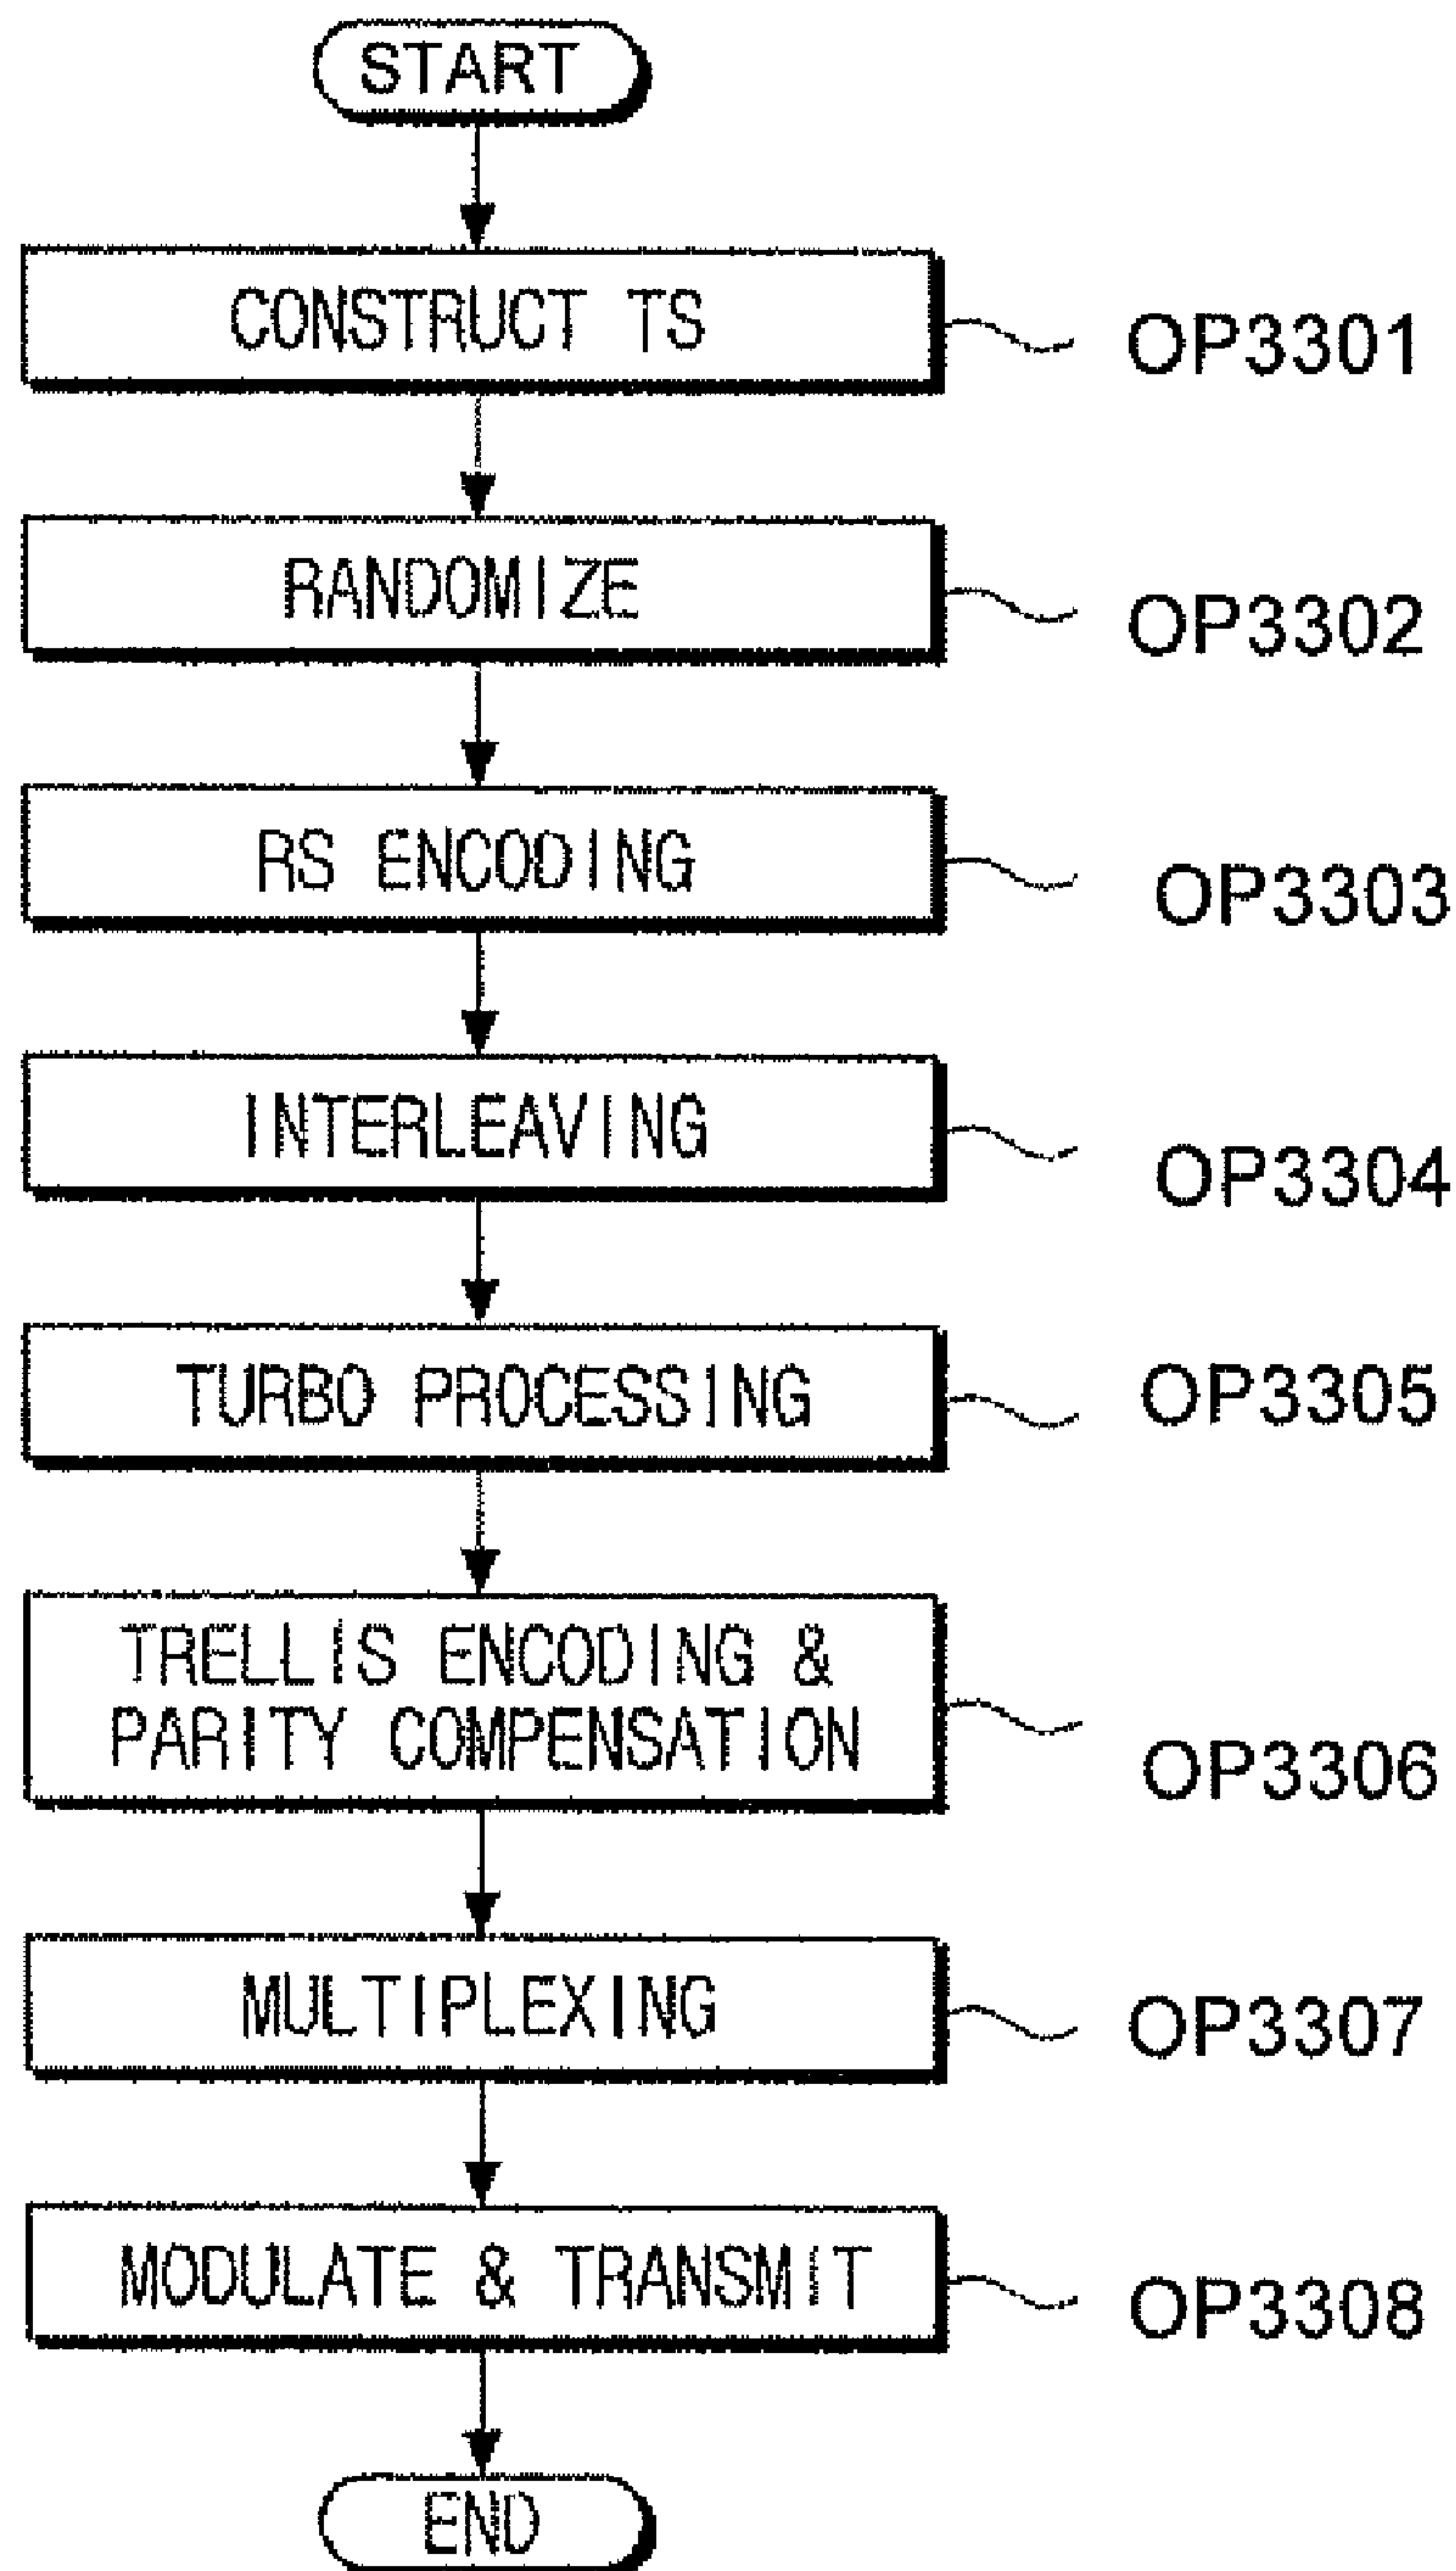 START
CONSTRUCT TS
OP3301
RANDOMIZE
OP3302
RS ENCODING
OP3303
INTERLEAVING
OP3304
TURBO PROCESSING
OP3305
TRELLIS ENCODING &
PARITY COMPENSATION
OP3306
MULTIPLEXING
OP3307
MODULATE & TRANSMIT
OP3308
END